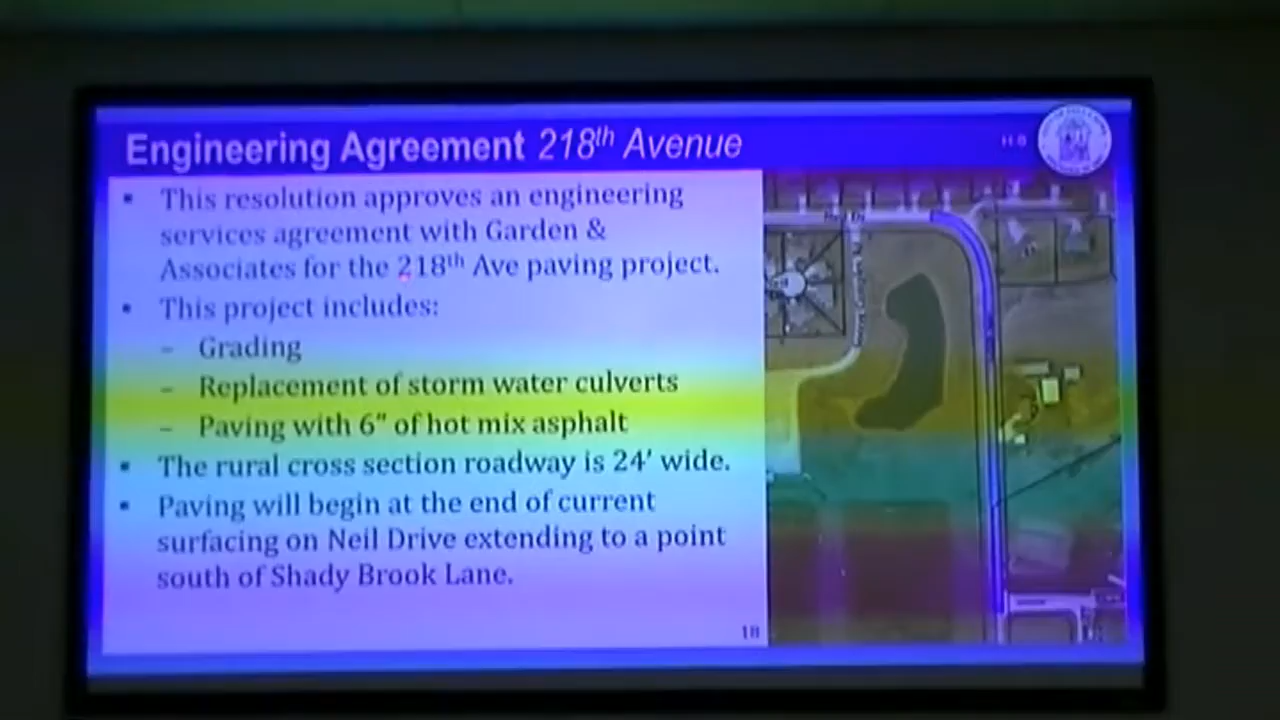 Engineering Agreement 218th Avenue
H-8
▪ This resolution approves an engineering
services agreement with Garden &
Associates for the 218th Ave paving project.
▪ This project includes:
– Grading
– Replacement of storm water culverts
– Paving with 6" of hot mix asphalt
▪ The rural cross section roadway is 24' wide.
▪ Paving will begin at the end of current
surfacing on Neil Drive extending to a point
south of Shady Brook Lane.
18